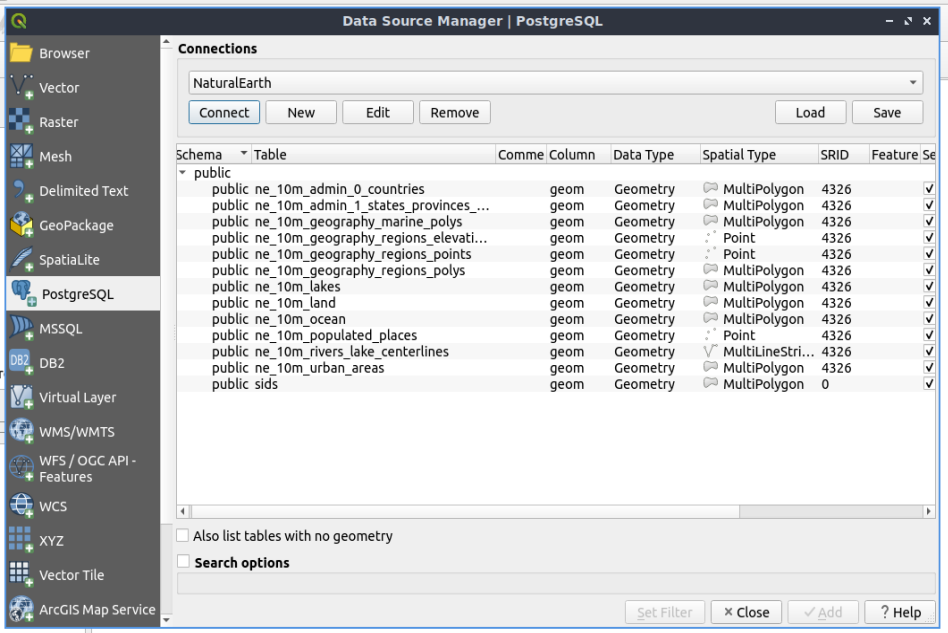 Data Source Manager | PostgreSQL
Browser
Vector
Raster
Mesh
Delimited Text
GeoPackage
SpatiaLite
PostgreSQL
MSSQL
DB2
Virtual Layer
WMS/WMTS
WFS / OGC API -
Features
WCS
XYZ
Vector Tile
ArcGIS Map Service
Connections
NaturalEarth
Connect New Edit Remove Load Save
Schema Table Comme Column Data Type Spatial Type SRID Feature Se
public
public ne_10m_admin_0_countries geom Geometry MultiPolygon 4326
public ne_10m_admin_1_states_provinces_... geom Geometry MultiPolygon 4326
public ne_10m_geography_marine_polys geom Geometry MultiPolygon 4326
public ne_10m_geography_regions_elevati... geom Geometry Point 4326
public ne_10m_geography_regions_points geom Geometry Point 4326
public ne_10m_geography_regions_polys geom Geometry MultiPolygon 4326
public ne_10m_lakes geom Geometry MultiPolygon 4326
public ne_10m_land geom Geometry MultiPolygon 4326
public ne_10m_ocean geom Geometry MultiPolygon 4326
public ne_10m_populated_places geom Geometry Point 4326
public ne_10m_rivers_lake_centerlines geom Geometry MultiLineStri... 4326
public ne_10m_urban_areas geom Geometry MultiPolygon 4326
public sids geom Geometry MultiPolygon 0
Also list tables with no geometry
Search options
Set Filter Close Add ? Help